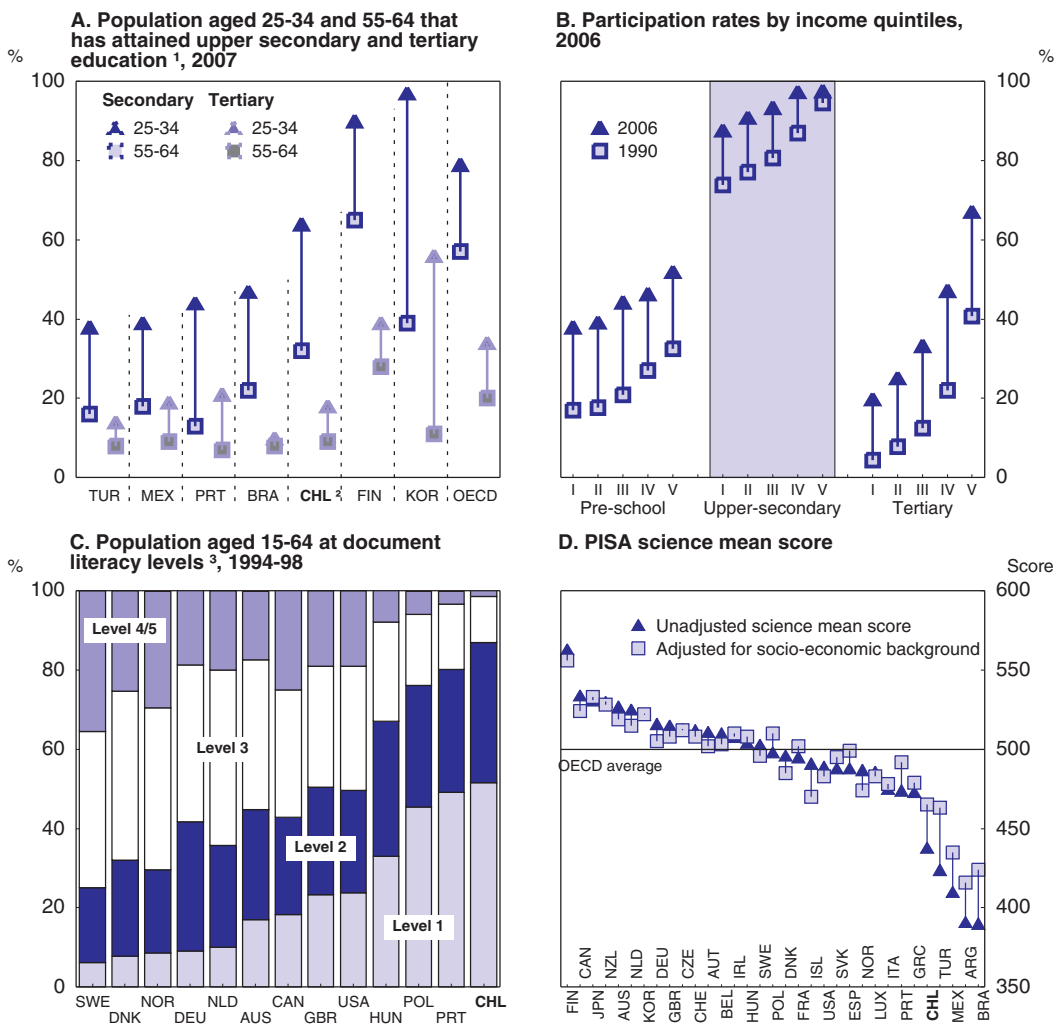 A. Population aged 25-34 and 55-64 that
has attained upper secondary and tertiary
education ¹, 2007
%
100
80
60
40
20
0
Secondary Tertiary
25-34 25-34
55-64 55-64
TUR MEX PRT BRA CHL ² FIN KOR OECD
B. Participation rates by income quintiles,
2006
%
100
80
60
40
20
0
2006
1990
I II III IV V I II III IV V I II III IV V
Pre-school Upper-secondary Tertiary
C. Population aged 15-64 at document
literacy levels ³, 1994-98
%
100
80
60
40
20
0
Level 4/5
Level 3
Level 2
Level 1
SWE NOR NLD CAN USA POL CHL
DNK DEU AUS GBR HUN PRT
D. PISA science mean score
Score
600
550
500
450
400
350
Unadjusted science mean score
Adjusted for socio-economic background
OECD average
CAN NZL NLD DEU CZE AUT IRL SWE DNK ISL SVK NOR ITA GRC TUR ARG
FIN JPN AUS KOR GBR CHE BEL HUN POL FRA USA ESP LUX PRT CHL MEX BRA